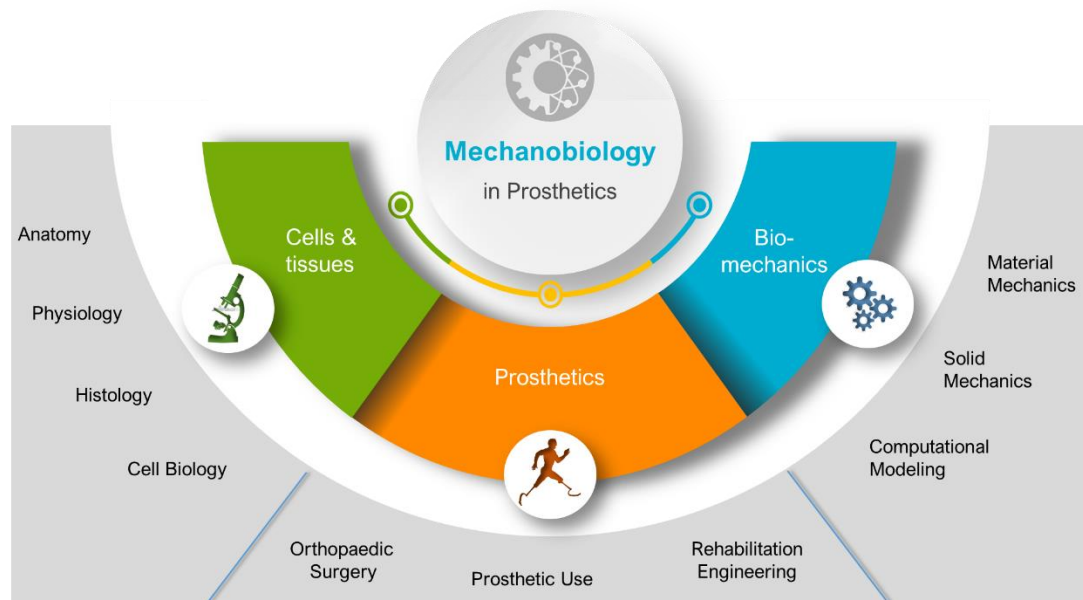 Mechanobiology
in Prosthetics
Cells &
tissues
Prosthetics
Bio-
mechanics
Anatomy
Physiology
Histology
Cell Biology
Orthopaedic
Surgery
Prosthetic Use
Rehabilitation
Engineering
Material
Mechanics
Solid
Mechanics
Computational
Modeling